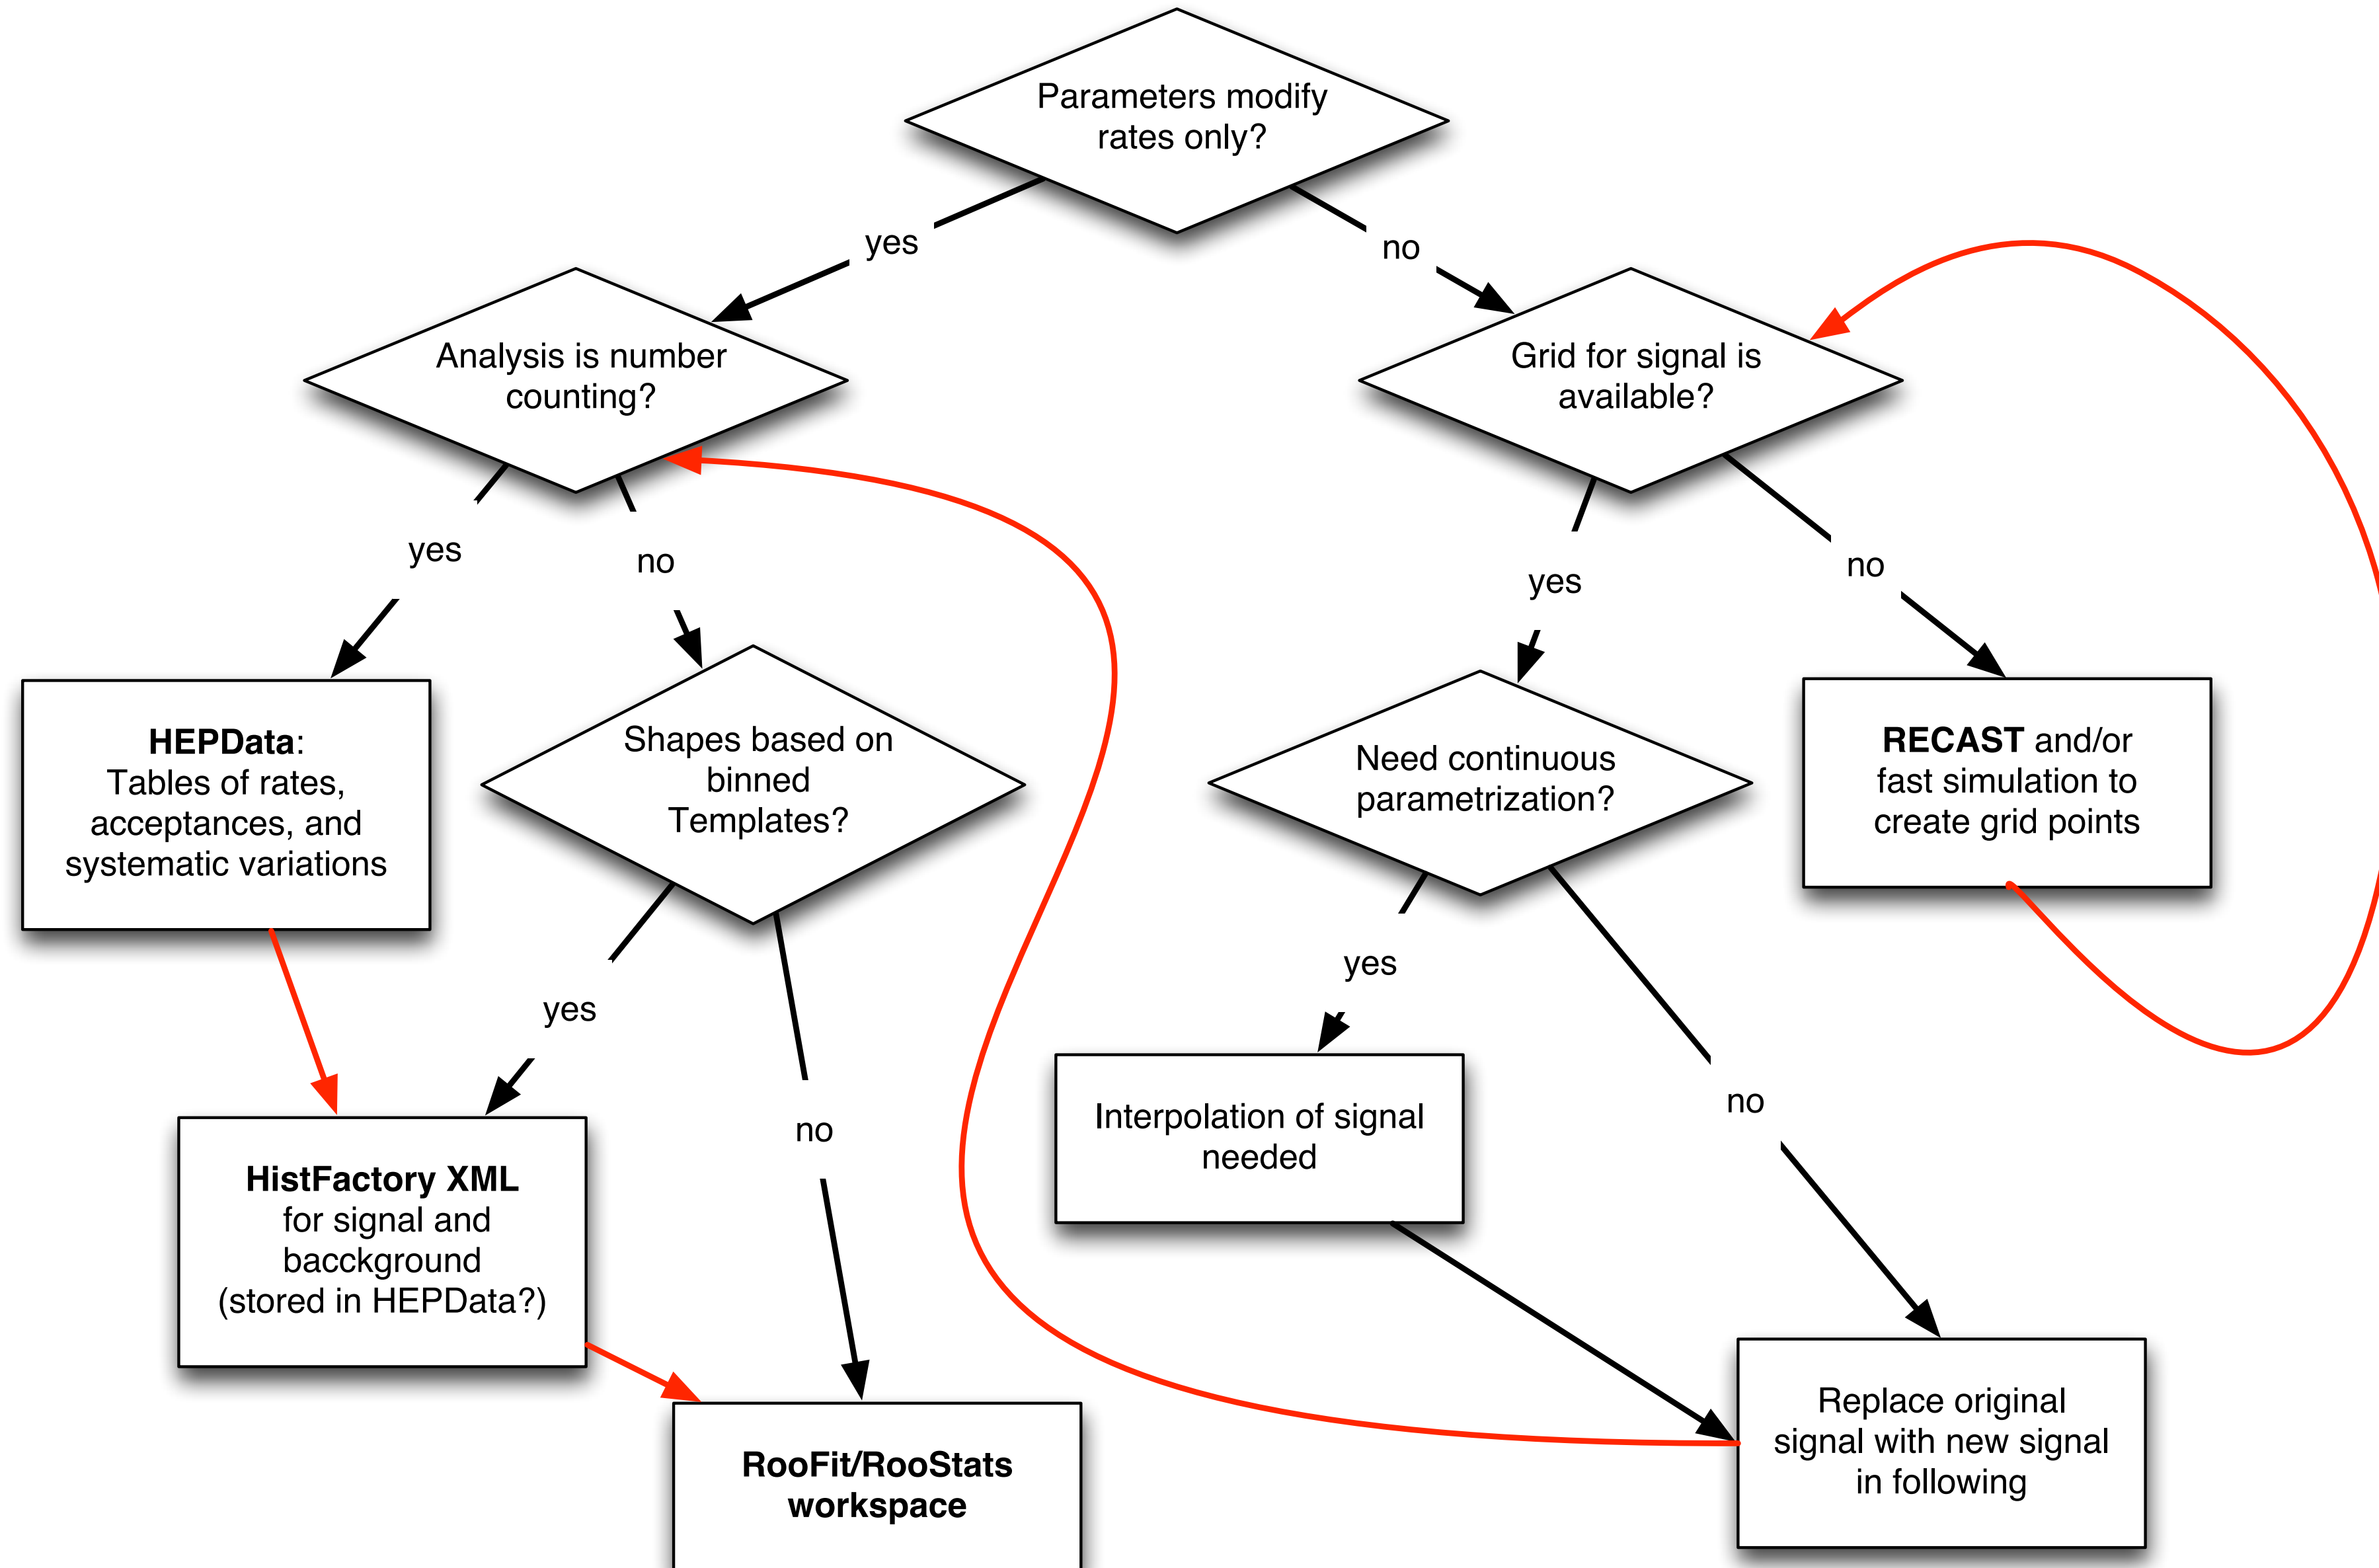 Parameters modify
rates only?
yes
no
Analysis is number
counting?
Grid for signal is
available?
yes
no
yes
no
HEPData:
Tables of rates,
acceptances, and
systematic variations
Shapes based on
binned
Templates?
Need continuous
parametrization?
RECAST and/or
fast simulation to
create grid points
yes
no
yes
no
Interpolation of signal
needed
HistFactory XML
for signal and
bacckground
(stored in HEPData?)
RooFit/RooStats
workspace
Replace original
signal with new signal
in following